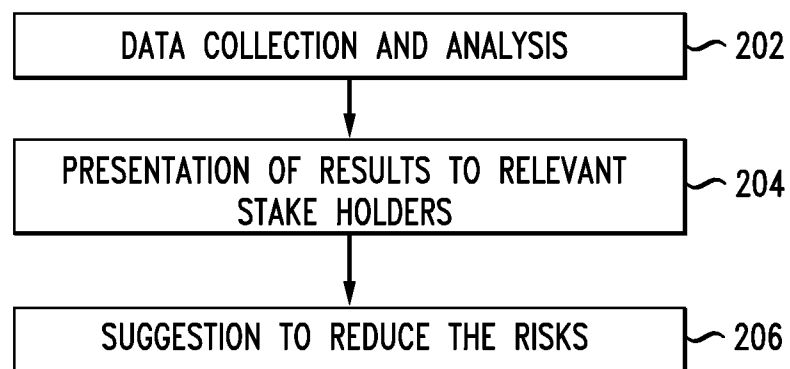 DATA COLLECTION AND ANALYSIS 202
PRESENTATION OF RESULTS TO RELEVANT
STAKE HOLDERS 204
SUGGESTION TO REDUCE THE RISKS 206